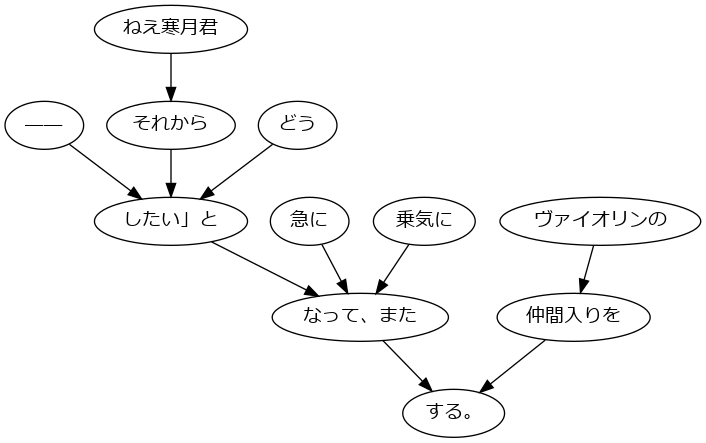 ねえ寒月君
――
それから
どう
したい」と
急に
乗気に
ヴァイオリンの
なって、また
仲間入りを
する。